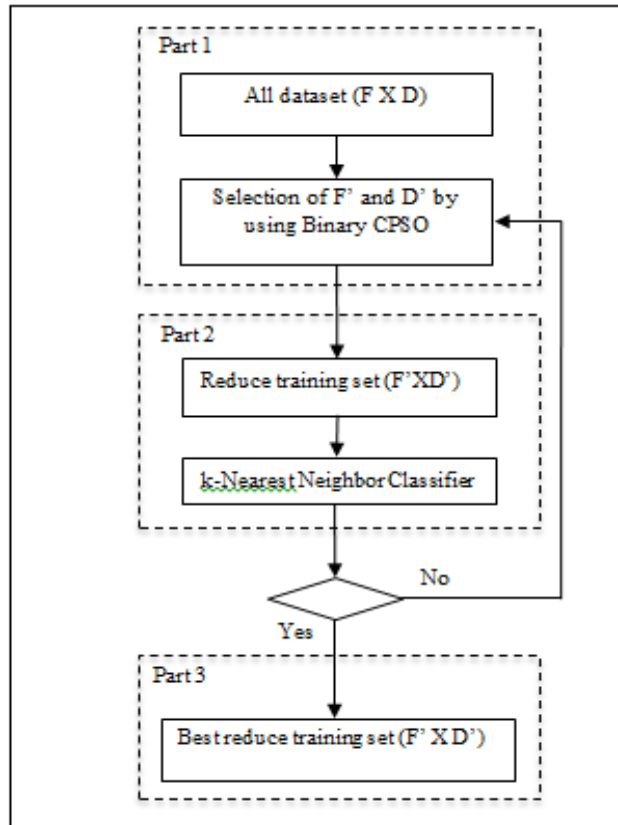 Part 1
All dataset (F X D)
Selection of F’ and D’ by
using Binary CPSO
Part 2
Reduce training set (F’XD’)
k-Nearest Neighbor Classifier
No
Yes
Part 3
Best reduce training set (F’ X D’)